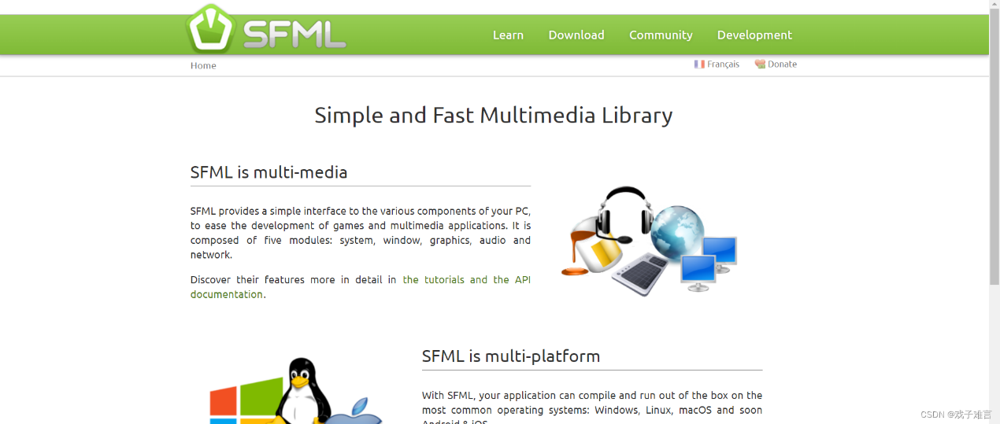 SFML
Learn
Download
Community
Development
Home
Français
Donate
Simple and Fast Multimedia Library
SFML is multi-media
SFML provides a simple interface to the various components of your PC,
to ease the development of games and multimedia applications. It is
composed of five modules: system, window, graphics, audio and
network.
Discover their features more in detail in the tutorials and the API
documentation.
SFML is multi-platform
With SFML, your application can compile and run out of the box on the
most common operating systems: Windows, Linux, macOS and soon
Android & iOS.
CSDN @戏子难言